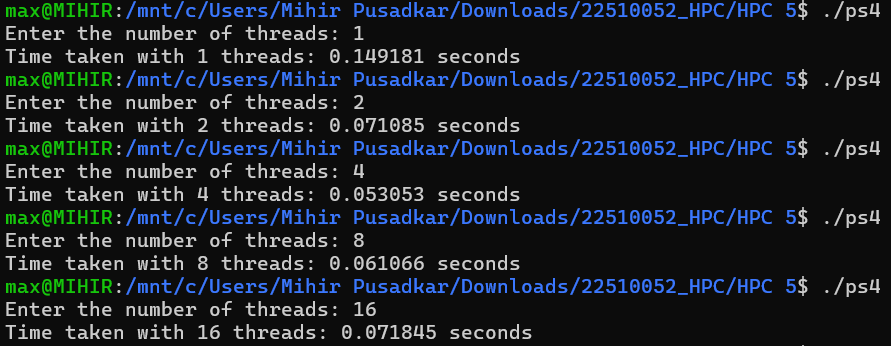 max@MIHIR:/mnt/c/Users/Mihir Pusadkar/Downloads/22510052_HPC/HPC 5$ ./ps4
Enter the number of threads: 1
Time taken with 1 threads: 0.149181 seconds
max@MIHIR:/mnt/c/Users/Mihir Pusadkar/Downloads/22510052_HPC/HPC 5$ ./ps4
Enter the number of threads: 2
Time taken with 2 threads: 0.071085 seconds
max@MIHIR:/mnt/c/Users/Mihir Pusadkar/Downloads/22510052_HPC/HPC 5$ ./ps4
Enter the number of threads: 4
Time taken with 4 threads: 0.053053 seconds
max@MIHIR:/mnt/c/Users/Mihir Pusadkar/Downloads/22510052_HPC/HPC 5$ ./ps4
Enter the number of threads: 8
Time taken with 8 threads: 0.061066 seconds
max@MIHIR:/mnt/c/Users/Mihir Pusadkar/Downloads/22510052_HPC/HPC 5$ ./ps4
Enter the number of threads: 16
Time taken with 16 threads: 0.071845 seconds